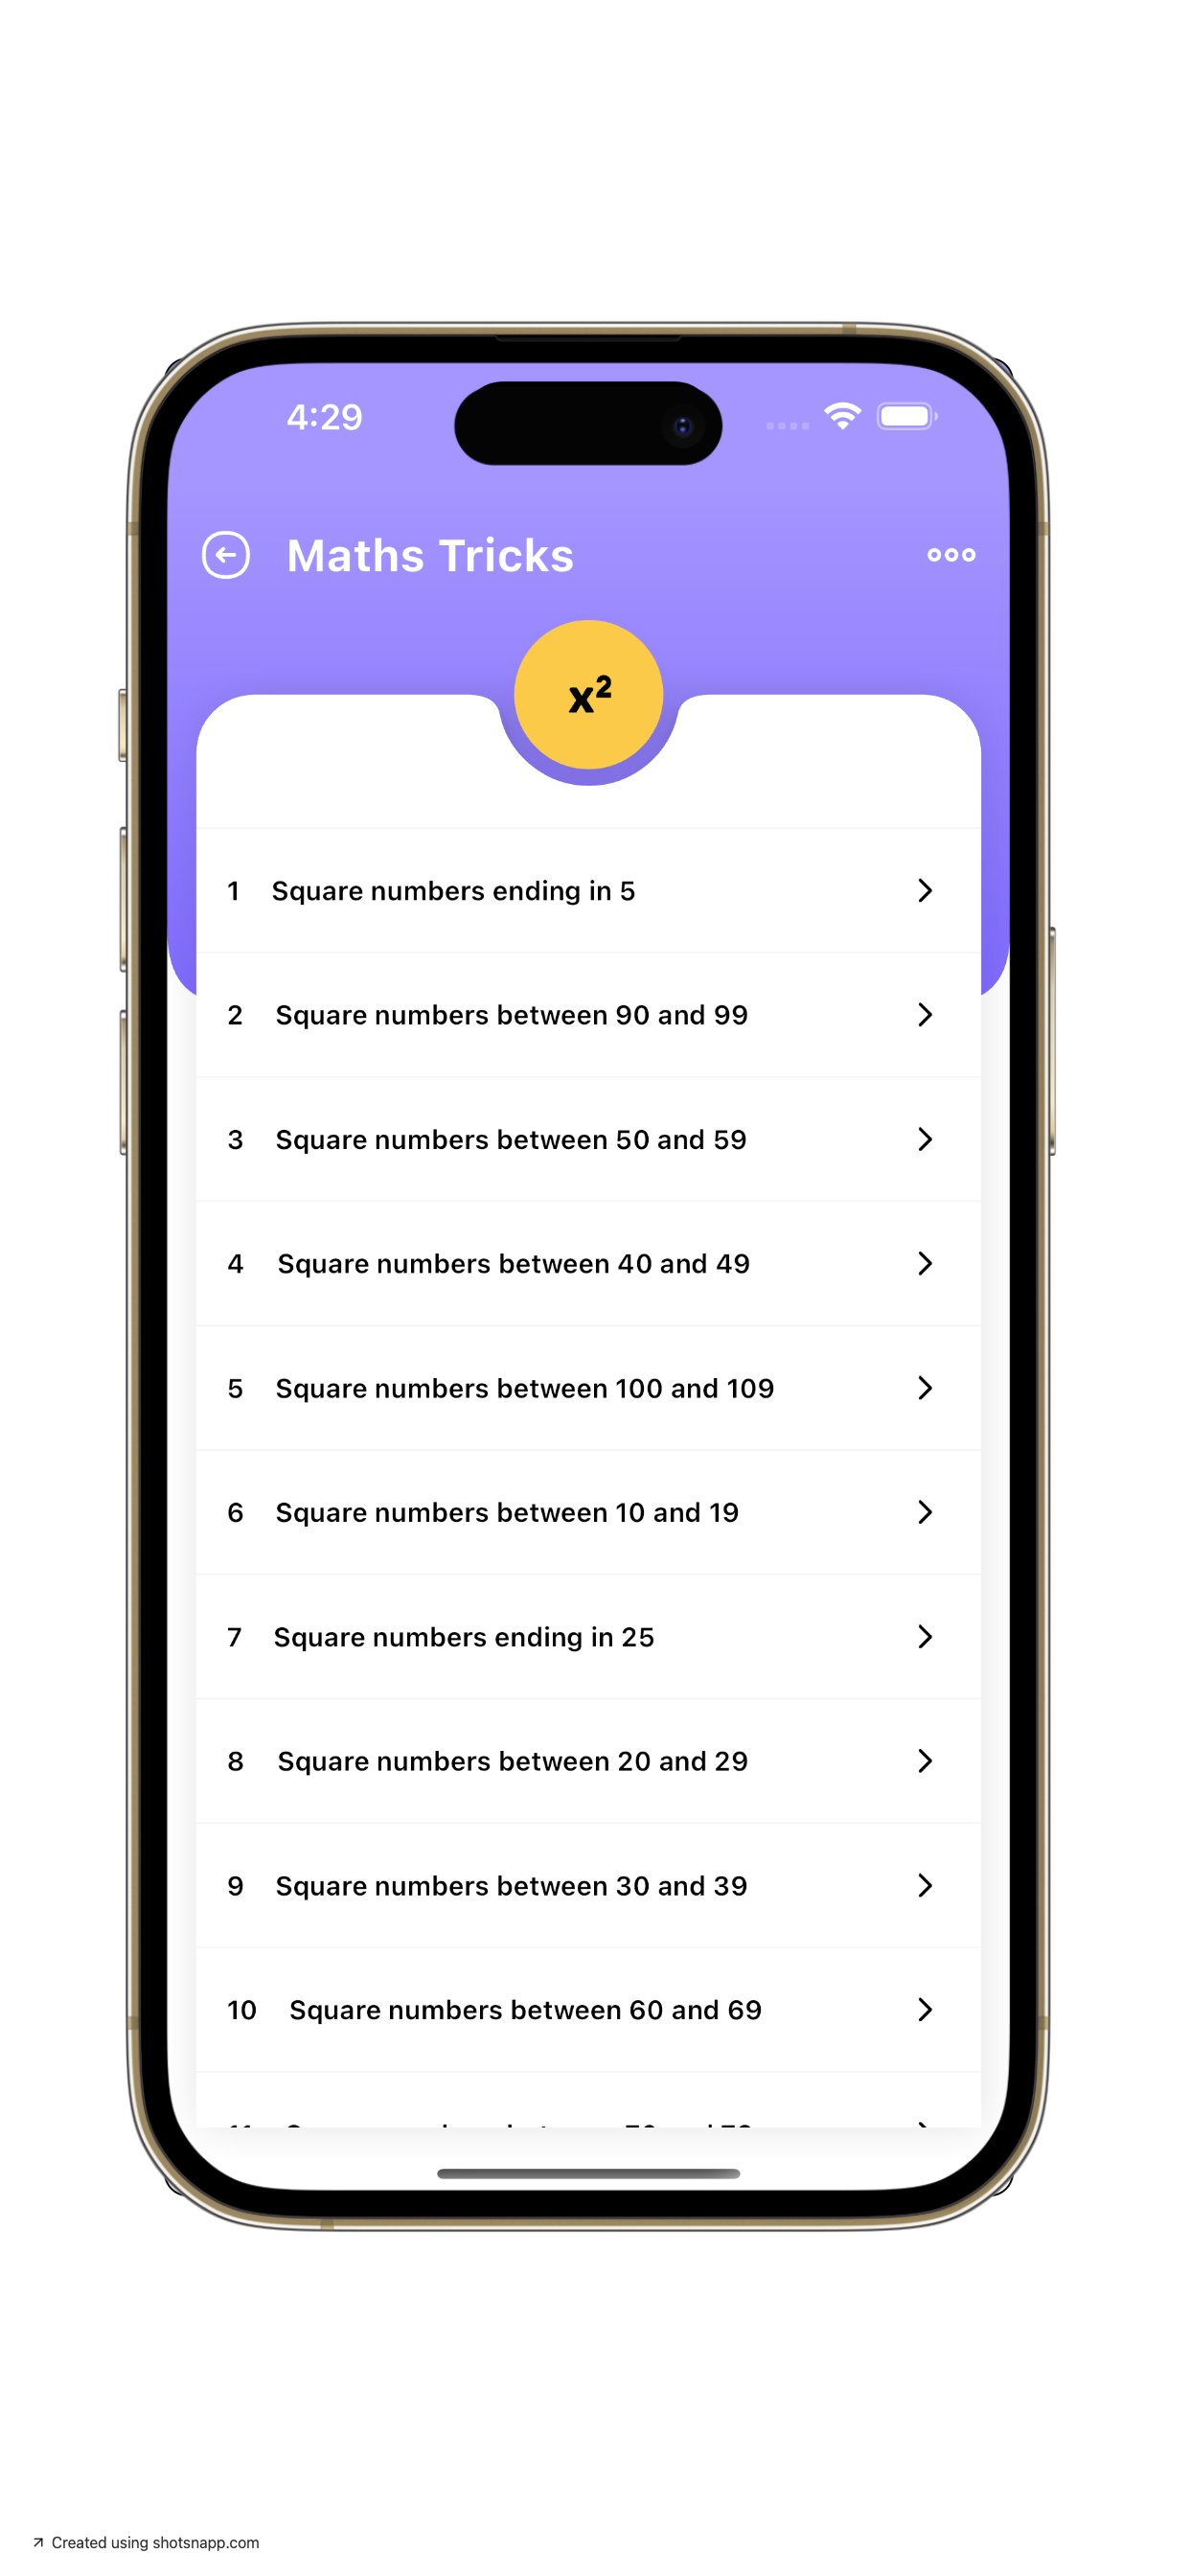 4:29
Maths Tricks
x²
1 Square numbers ending in 5
2 Square numbers between 90 and 99
3 Square numbers between 50 and 59
4 Square numbers between 40 and 49
5 Square numbers between 100 and 109
6 Square numbers between 10 and 19
7 Square numbers ending in 25
8 Square numbers between 20 and 29
9 Square numbers between 30 and 39
10 Square numbers between 60 and 69
Created using shotsnapp.com